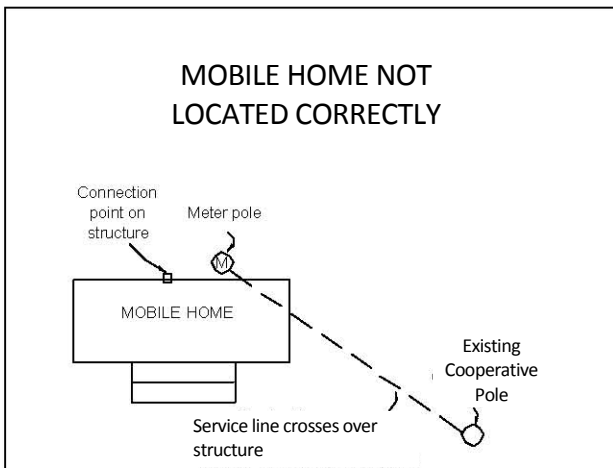 MOBILE HOME NOT
LOCATED CORRECTLY
Connection
point on
structure
Meter pole
M
MOBILE HOME
Existing
Cooperative
Pole
Service line crosses over
structure